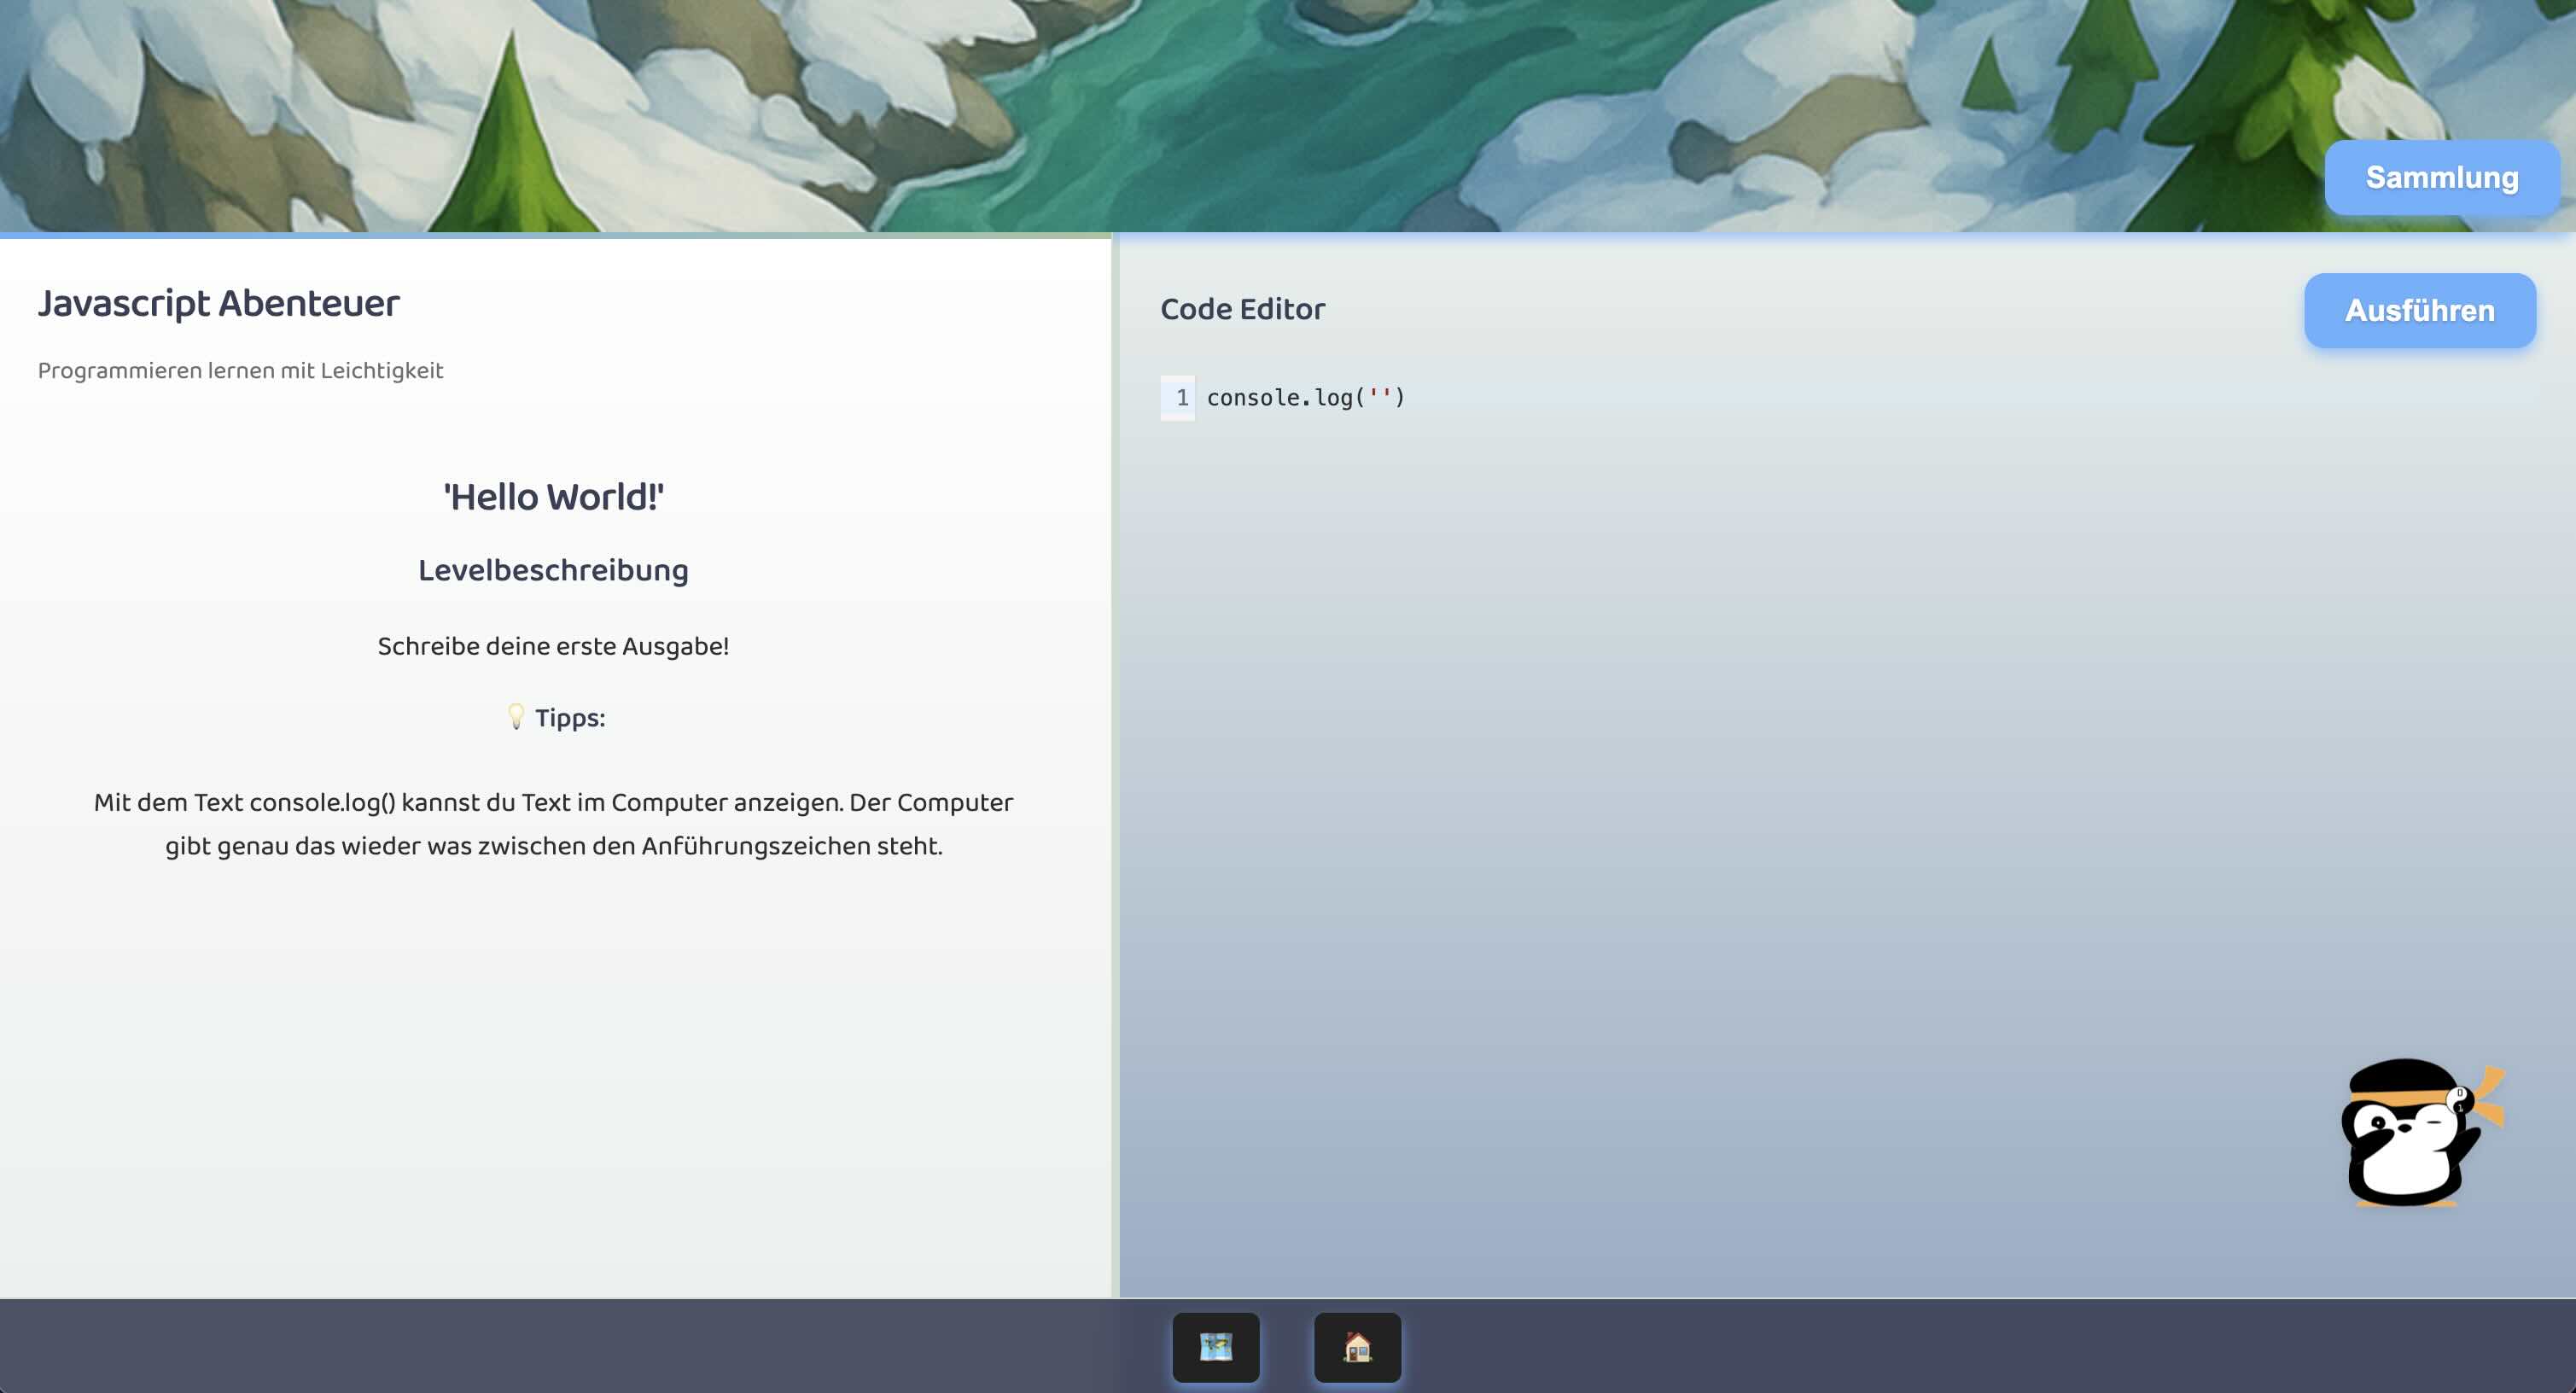 Sammlung
Javascript Abenteuer
Programmieren lernen mit Leichtigkeit
'Hello World!'
Levelbeschreibung
Schreibe deine erste Ausgabe!
💡 Tipps:
Mit dem Text console.log() kannst du Text im Computer anzeigen. Der Computer
gibt genau das wieder was zwischen den Anführungszeichen steht.
Code Editor
Ausführen
1 console.log('')
0
1